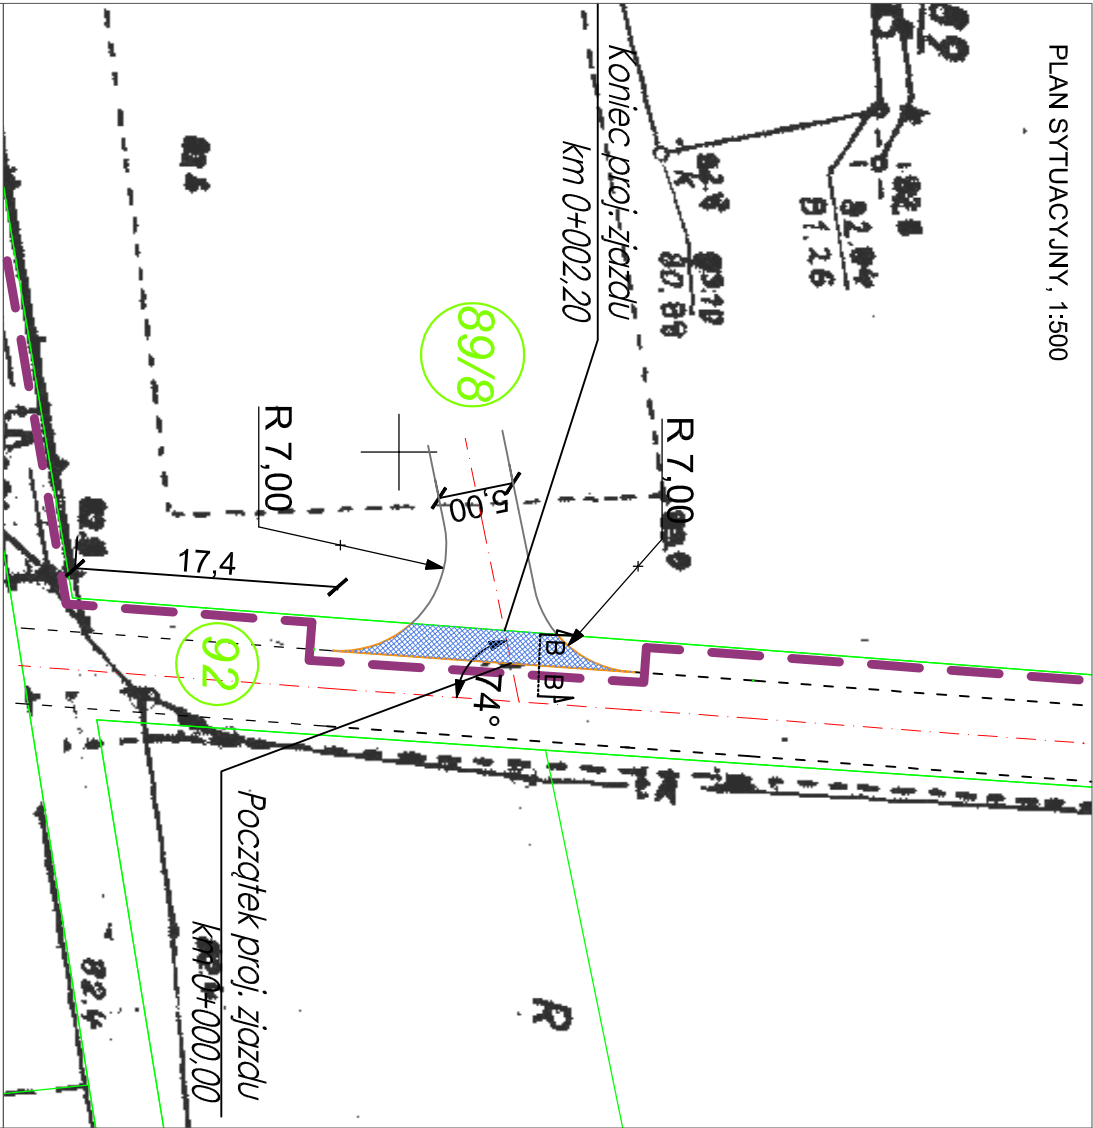 PLAN SYTUACYJNY, 1:500
Koniec proj. zjazdu
km 0+002,20
81.26
80.89
89/8
R 7,00
R 7,00
5,00
17,4
92
B
B
74°
Początek proj. zjazdu
km 0+000,00
R
82,4